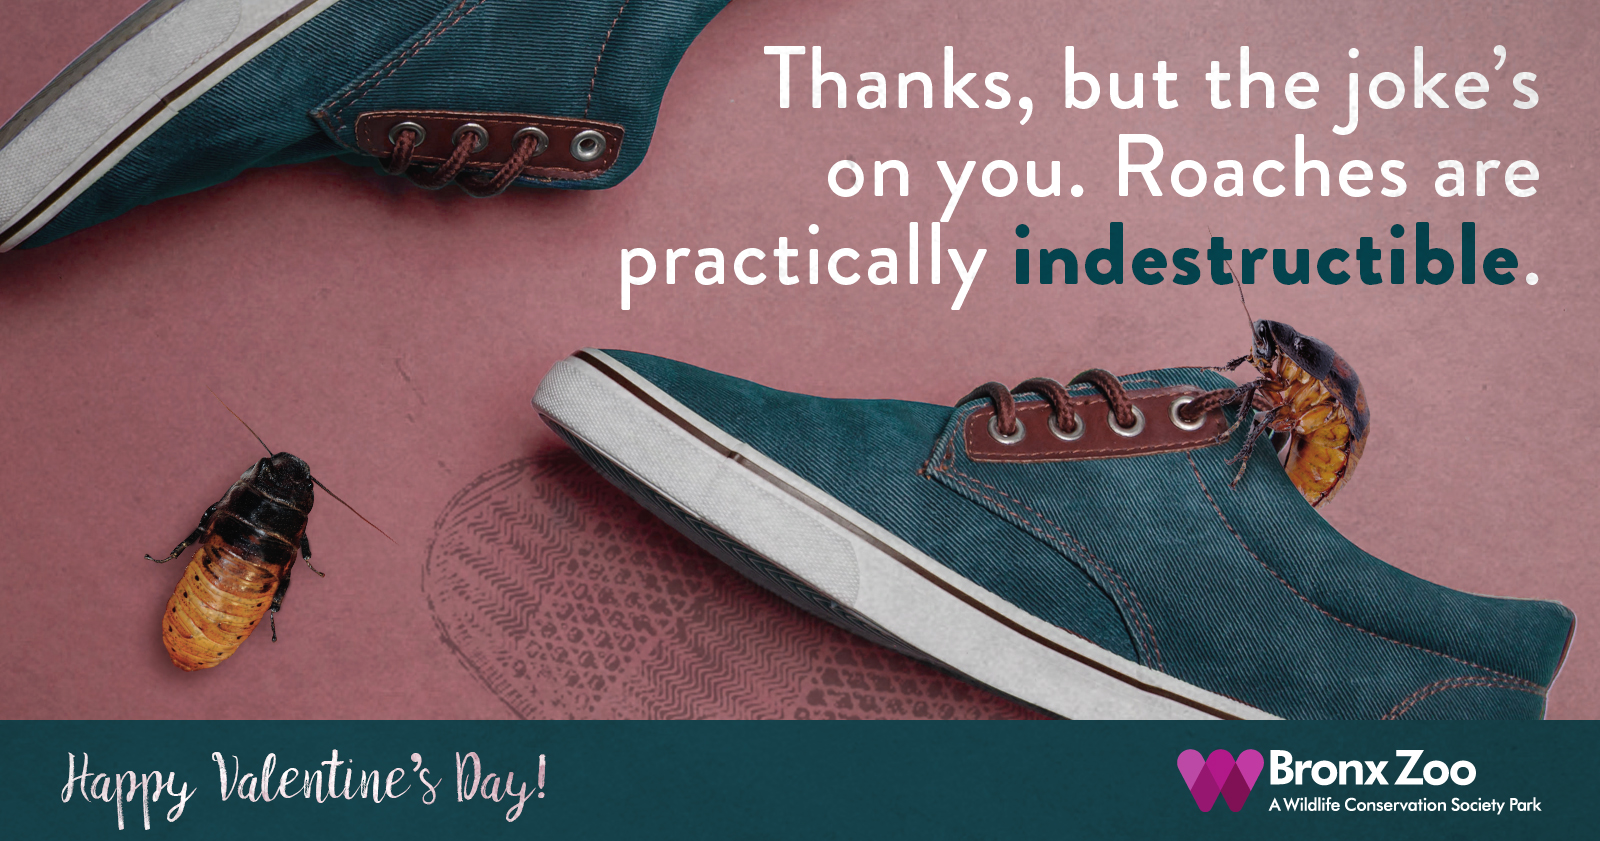 Thanks, but the joke’s
on you. Roaches are
practically indestructible.
Happy Valentine’s Day!
Bronx Zoo
A Wildlife Conservation Society Park